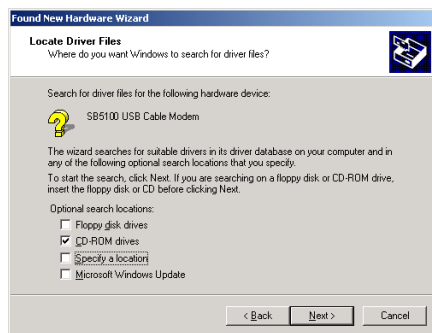 Found New Hardware Wizard
Locate Driver Files
Where do you want Windows to search for driver files?
Search for driver files for the following hardware device:
SB5100 USB Cable Modem
The wizard searches for suitable drivers in its driver database on your computer and in
any of the following optional search locations that you specify.
To start the search, click Next. If you are searching on a floppy disk or CD-ROM drive,
insert the floppy disk or CD before clicking Next.
Optional search locations:
Floppy disk drives
CD-ROM drives
Specify a location
Microsoft Windows Update
< Back
Next >
Cancel